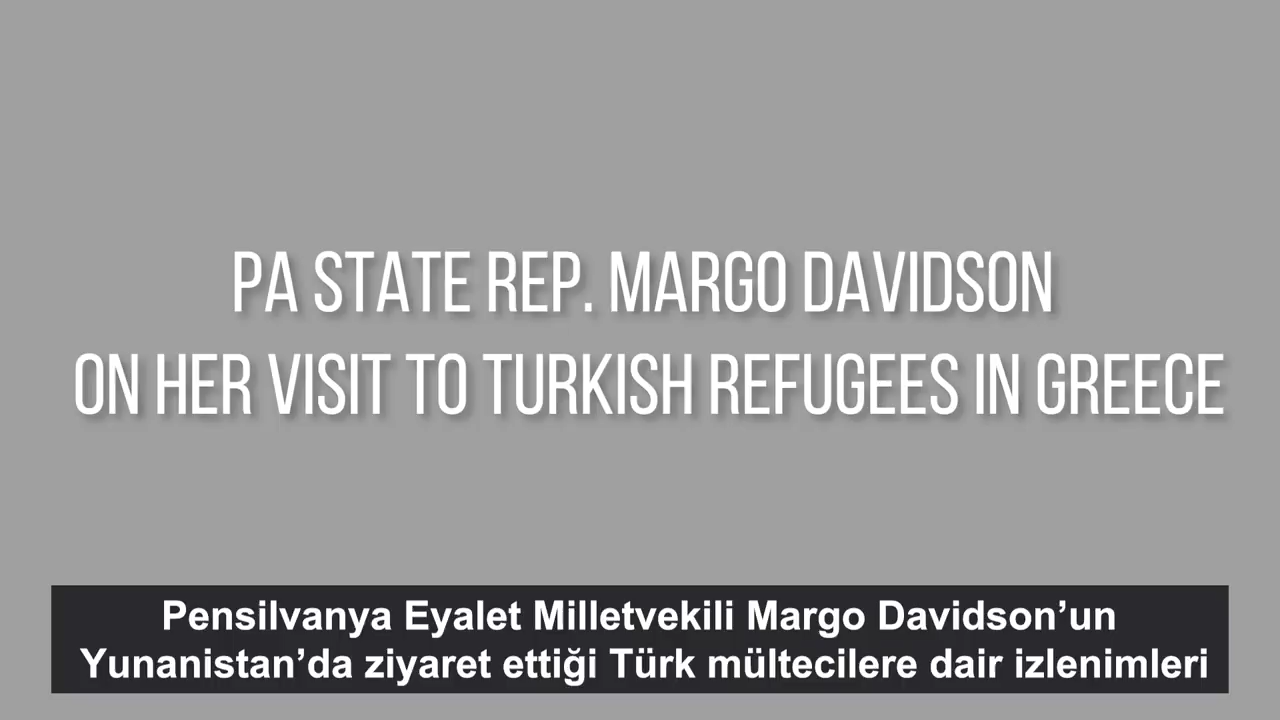 PA STATE REP. MARGO DAVIDSON
ON HER VISIT TO TURKISH REFUGEES IN GREECE
Pensilvanya Eyalet Milletvekili Margo Davidson’un
Yunanistan’da ziyaret ettiği Türk mültecilere dair izlenimleri